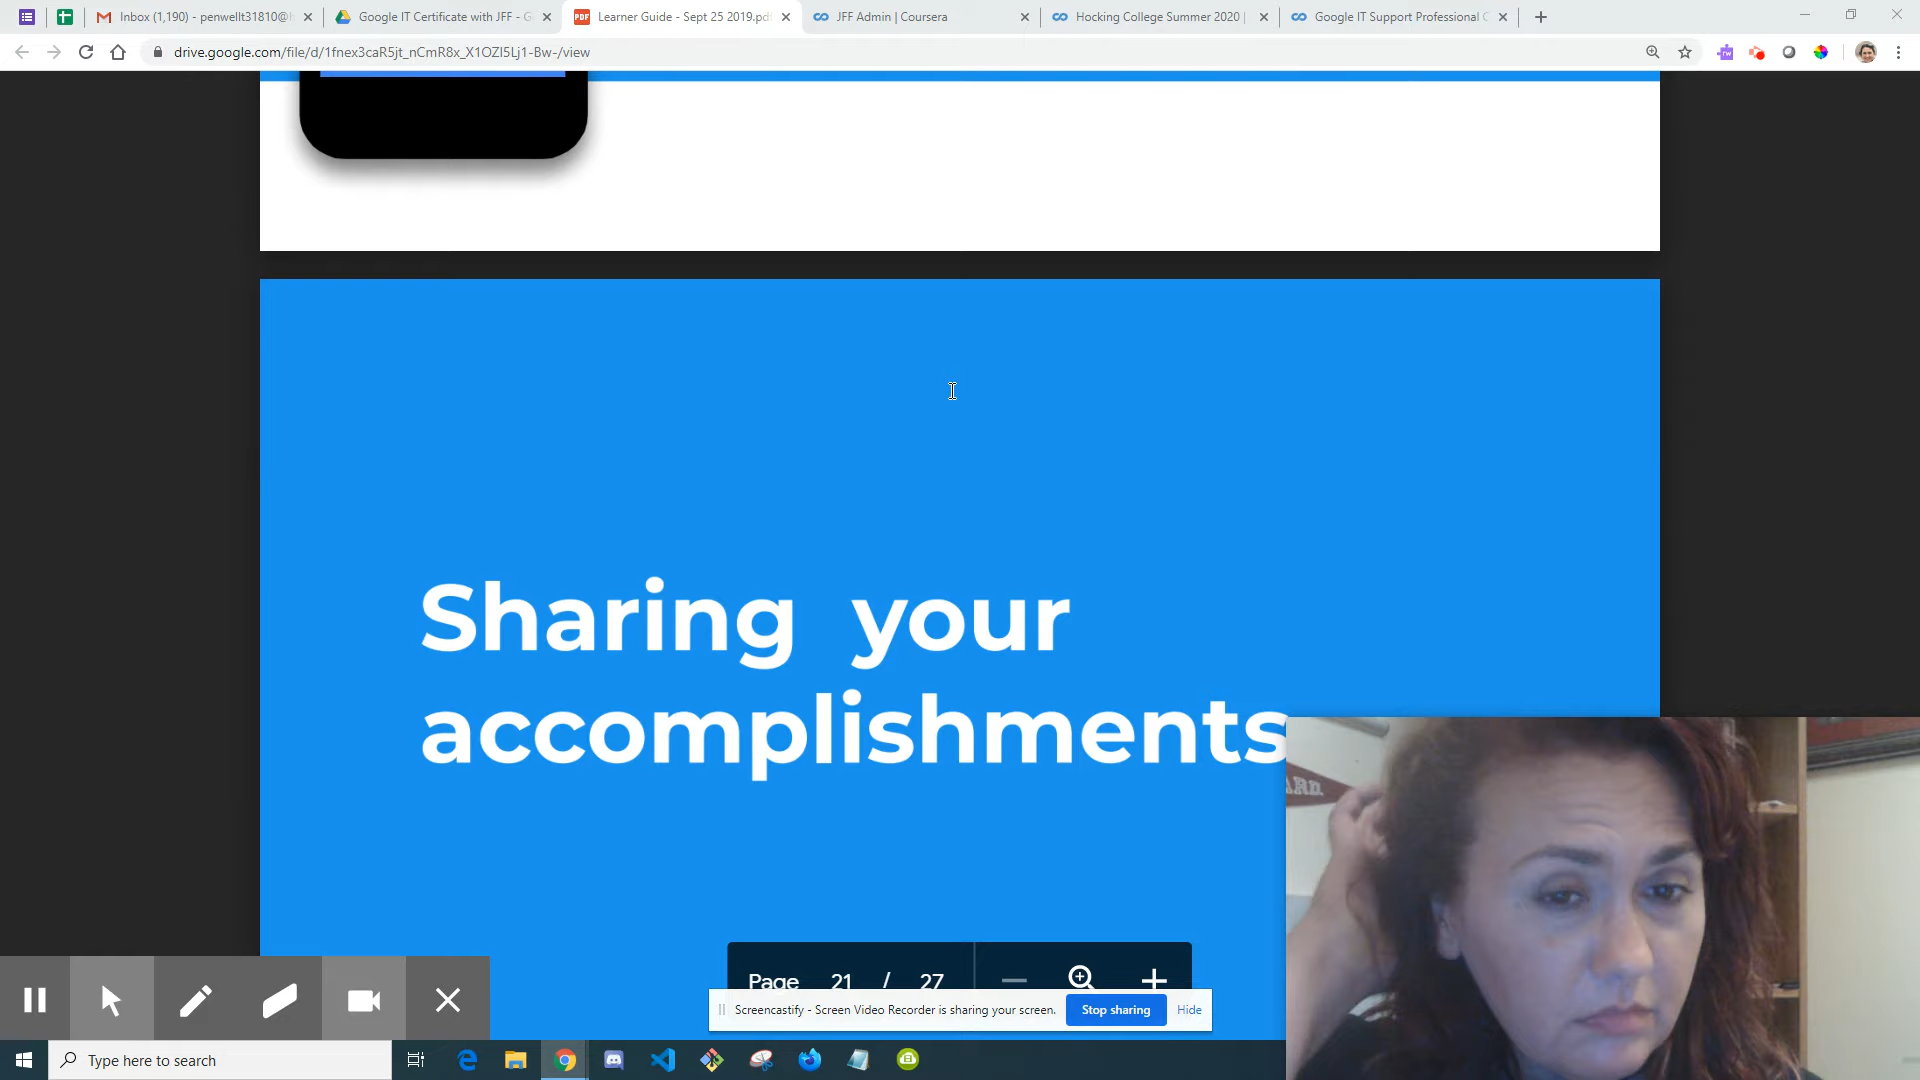 Inbox (1,190) - penwellt31810@h
Google IT Certificate with JFF - G
PDF
Learner Guide - Sept 25 2019.pdf
JFF Admin | Coursera
Hocking College Summer 2020 |
Google IT Support Professional C
drive.google.com/file/d/1fnex3caR5jt_nCmR8x_X1OZI5Lj1-Bw-/view
Sharing your
accomplishments
ARD.
Page 21 / 27
Screencastify - Screen Video Recorder is sharing your screen.
Stop sharing
Hide
Type here to search